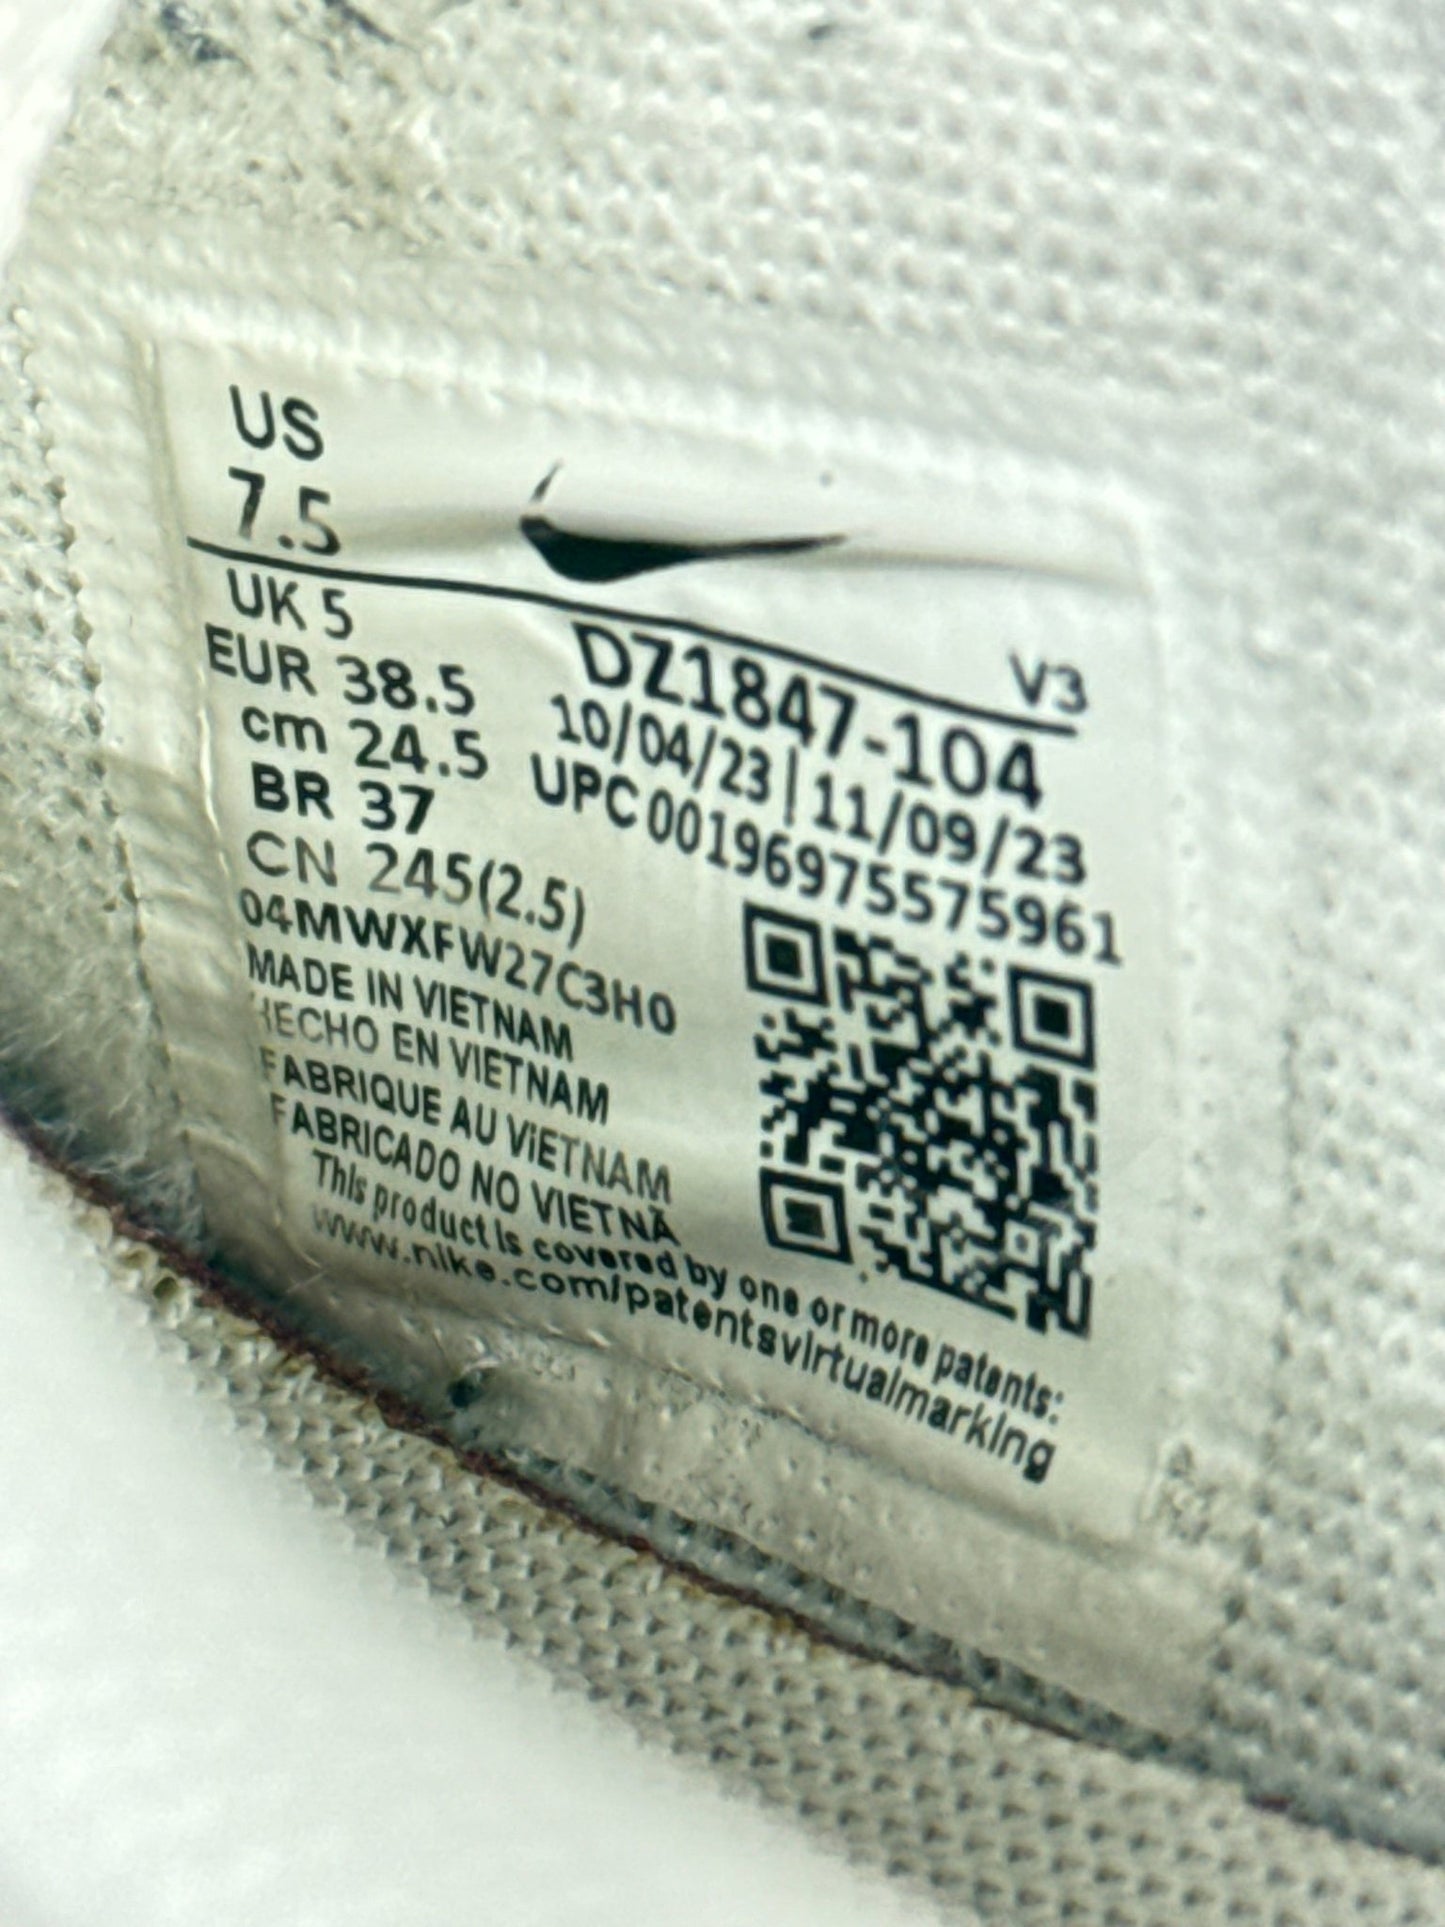 US
7.5
UK 5
EUR 38.5
cm 24.5
BR 37
CN 245(2.5)
04MWXFW27C3H0
MADE IN VIETNAM
HECHO EN VIETNAM
FABRIQUE AU VIETNAM
FABRICADO NO VIETNÃ
This product is covered by one or more patents:
www.nike.com/patentsvirtualmarking
V3
DZ1847-104
10/04/23|11/09/23
UPC 00196975575961